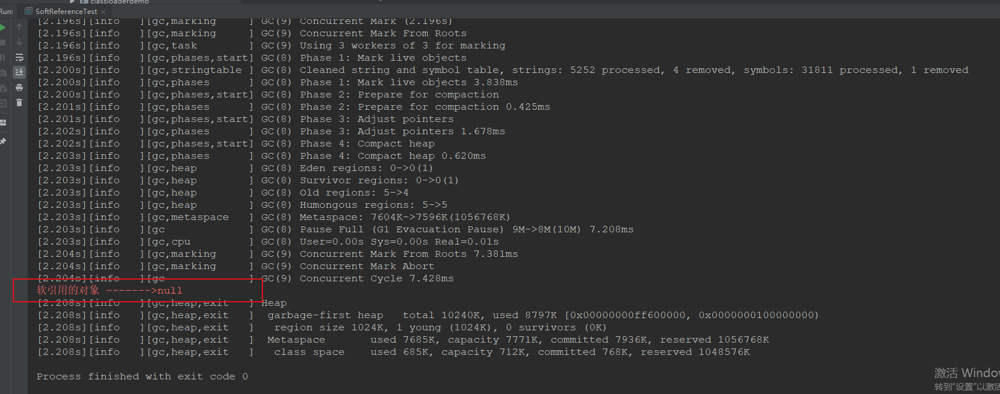 classloaderdemo
Run: SoftReferenceTest
[2.196s][info   ][gc,marking     ] GC(9) Concurrent Mark (2.196s)
[2.196s][info   ][gc,marking     ] GC(9) Concurrent Mark From Roots
[2.196s][info   ][gc,task        ] GC(9) Using 3 workers of 3 for marking
[2.196s][info   ][gc,phases,start] GC(8) Phase 1: Mark live objects
[2.200s][info   ][gc,stringtable ] GC(8) Cleaned string and symbol table, strings: 5252 processed, 4 removed, symbols: 31811 processed, 1 removed
[2.200s][info   ][gc,phases      ] GC(8) Phase 1: Mark live objects 3.838ms
[2.200s][info   ][gc,phases,start] GC(8) Phase 2: Prepare for compaction
[2.201s][info   ][gc,phases      ] GC(8) Phase 2: Prepare for compaction 0.425ms
[2.201s][info   ][gc,phases,start] GC(8) Phase 3: Adjust pointers
[2.202s][info   ][gc,phases      ] GC(8) Phase 3: Adjust pointers 1.678ms
[2.202s][info   ][gc,phases,start] GC(8) Phase 4: Compact heap
[2.203s][info   ][gc,phases      ] GC(8) Phase 4: Compact heap 0.620ms
[2.203s][info   ][gc,heap        ] GC(8) Eden regions: 0->0(1)
[2.203s][info   ][gc,heap        ] GC(8) Survivor regions: 0->0(1)
[2.203s][info   ][gc,heap        ] GC(8) Old regions: 5->4
[2.203s][info   ][gc,heap        ] GC(8) Humongous regions: 5->5
[2.203s][info   ][gc,metaspace   ] GC(8) Metaspace: 7604K->7596K(1056768K)
[2.203s][info   ][gc             ] GC(8) Pause Full (G1 Evacuation Pause) 9M->8M(10M) 7.208ms
[2.203s][info   ][gc,cpu         ] GC(8) User=0.00s Sys=0.00s Real=0.01s
[2.204s][info   ][gc,marking     ] GC(9) Concurrent Mark From Roots 7.381ms
[2.204s][info   ][gc,marking     ] GC(9) Concurrent Mark Abort
[2.204s][info   ][gc             ] GC(9) Concurrent Cycle 7.428ms
软引用的对象 ------->null
[2.208s][info   ][gc,heap,exit   ] Heap
[2.208s][info   ][gc,heap,exit   ]  garbage-first heap   total 10240K, used 8797K [0x00000000ff600000, 0x0000000100000000)
[2.208s][info   ][gc,heap,exit   ]   region size 1024K, 1 young (1024K), 0 survivors (0K)
[2.208s][info   ][gc,heap,exit   ]  Metaspace       used 7685K, capacity 7771K, committed 7936K, reserved 1056768K
[2.208s][info   ][gc,heap,exit   ]   class space    used 685K, capacity 712K, committed 768K, reserved 1048576K
Process finished with exit code 0
激活 Windo
转到“设置”以激活